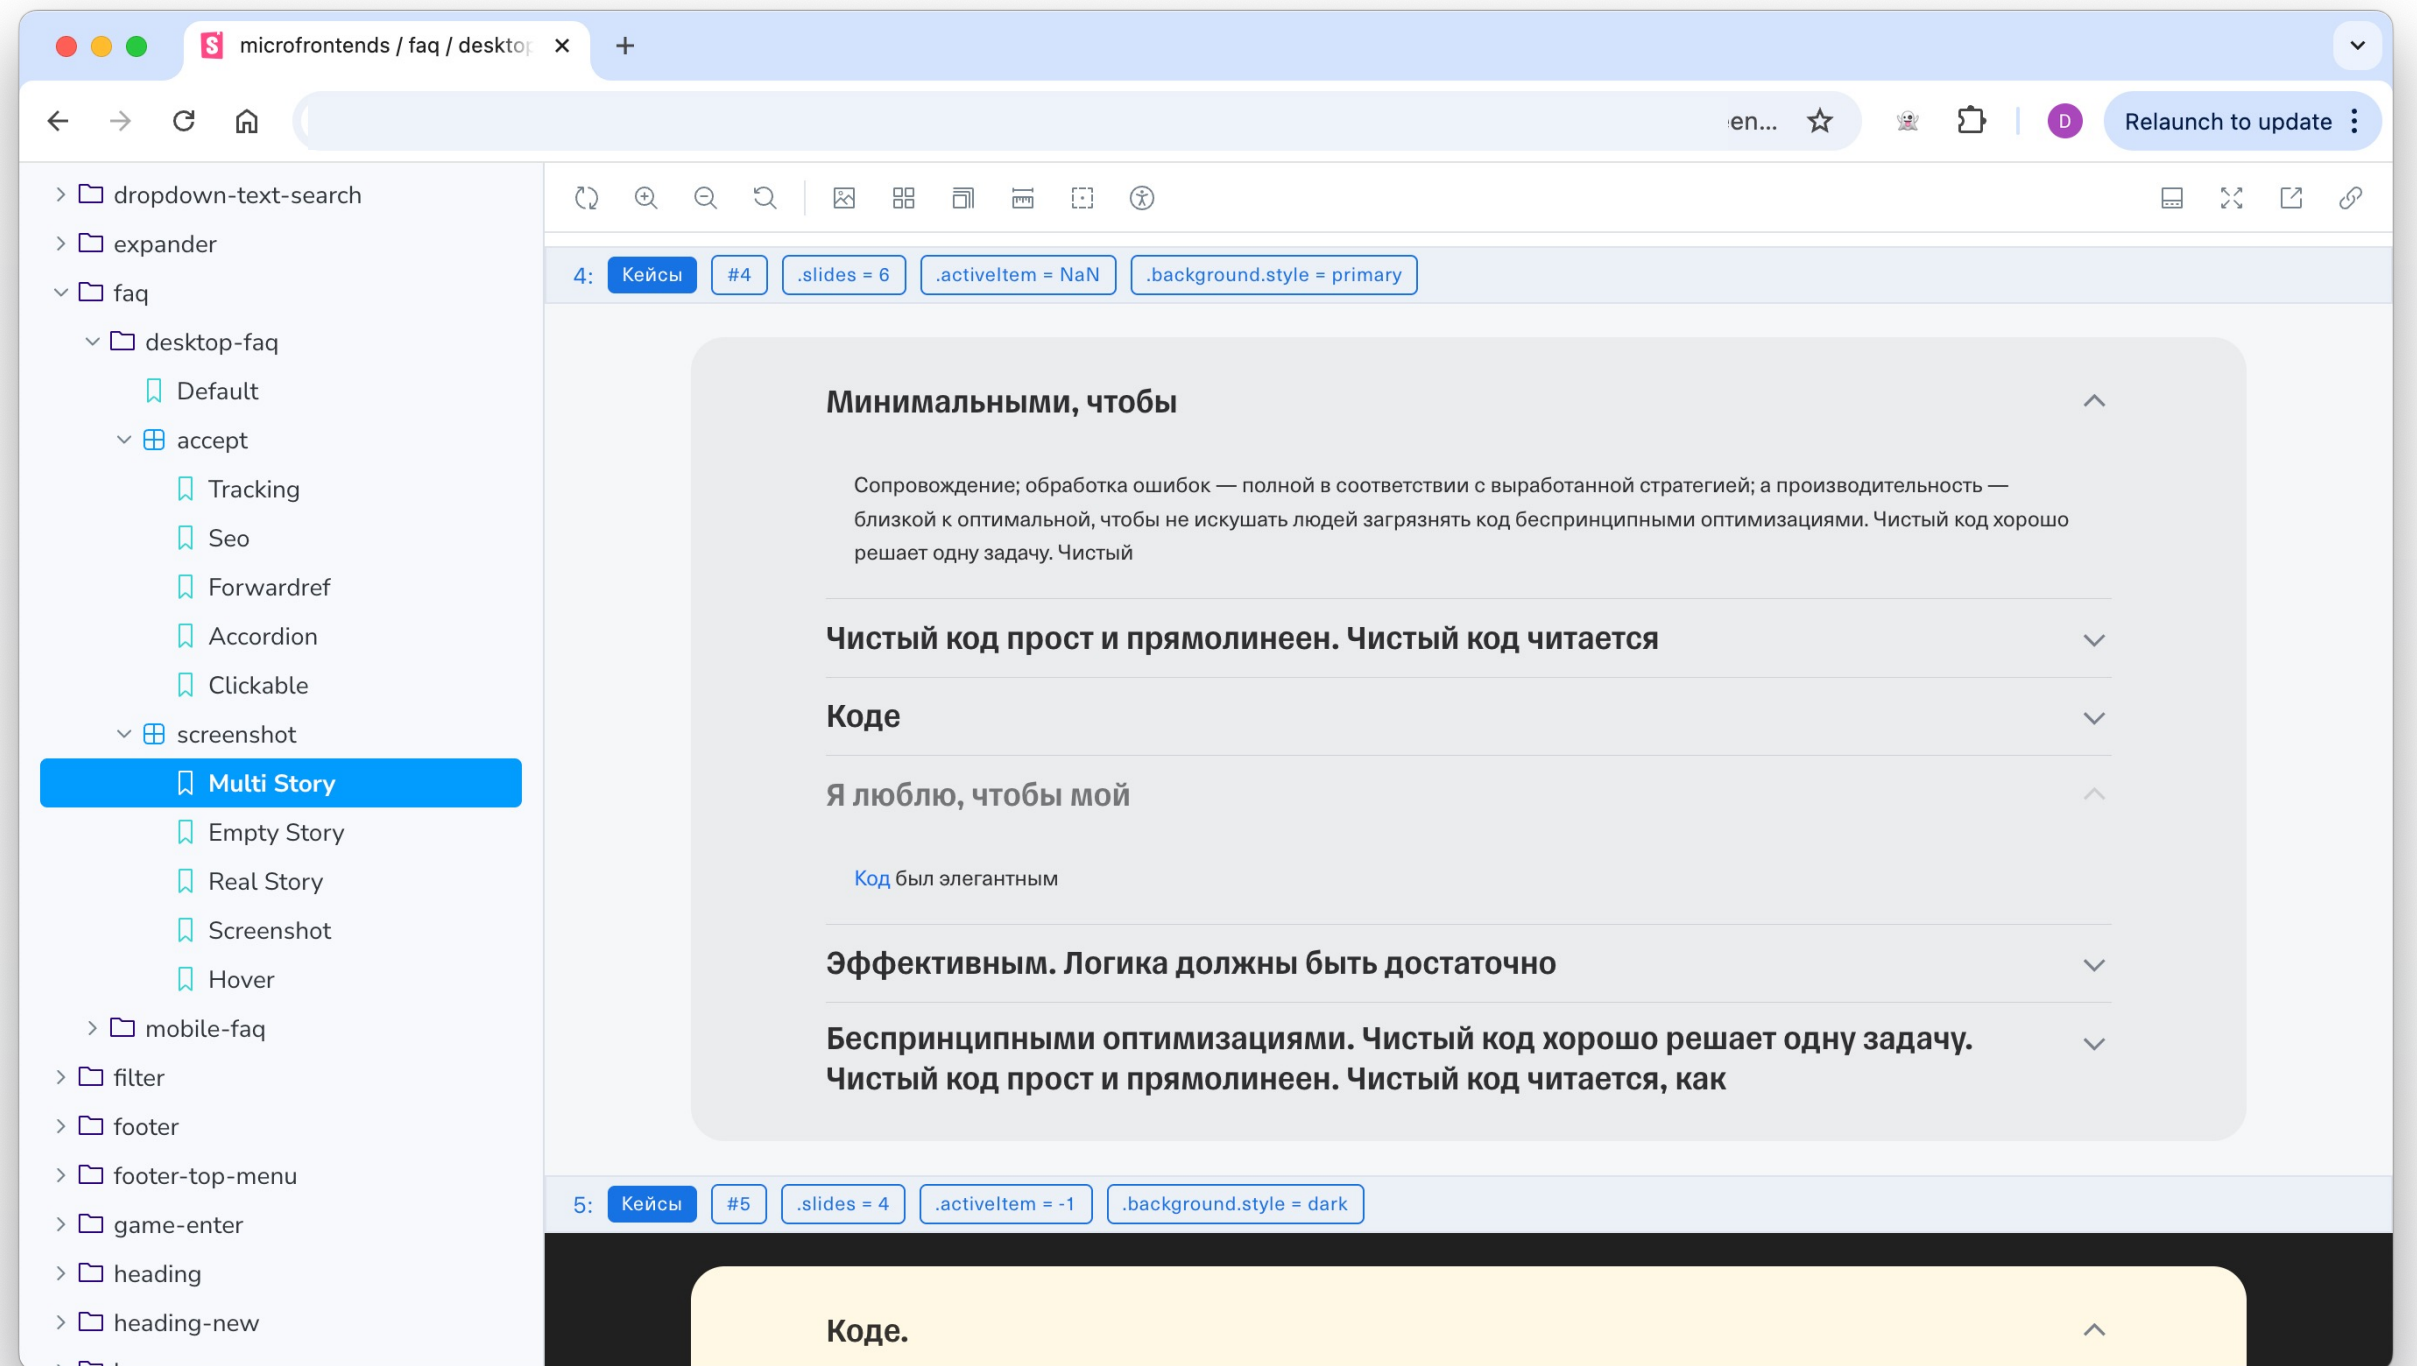 microfrontends / faq / deskto
en...
D
Relaunch to update
dropdown-text-search
expander
faq
desktop-faq
Default
accept
Tracking
Seo
Forwardref
Accordion
Clickable
screenshot
Multi Story
Empty Story
Real Story
Screenshot
Hover
mobile-faq
filter
footer
footer-top-menu
game-enter
heading
heading-new
4: Кейсы #4 .slides = 6 .activeItem = NaN .background.style = primary
Минимальными, чтобы
Сопровождение; обработка ошибок — полной в соответствии с выработанной стратегией; а производительность —
близкой к оптимальной, чтобы не искушать людей загрязнять код беспринципными оптимизациями. Чистый код хорошо
решает одну задачу. Чистый
Чистый код прост и прямолинеен. Чистый код читается
Коде
Я люблю, чтобы мой
Код был элегантным
Эффективным. Логика должны быть достаточно
Беспринципными оптимизациями. Чистый код хорошо решает одну задачу.
Чистый код прост и прямолинеен. Чистый код читается, как
5: Кейсы #5 .slides = 4 .activeItem = -1 .background.style = dark
Коде.